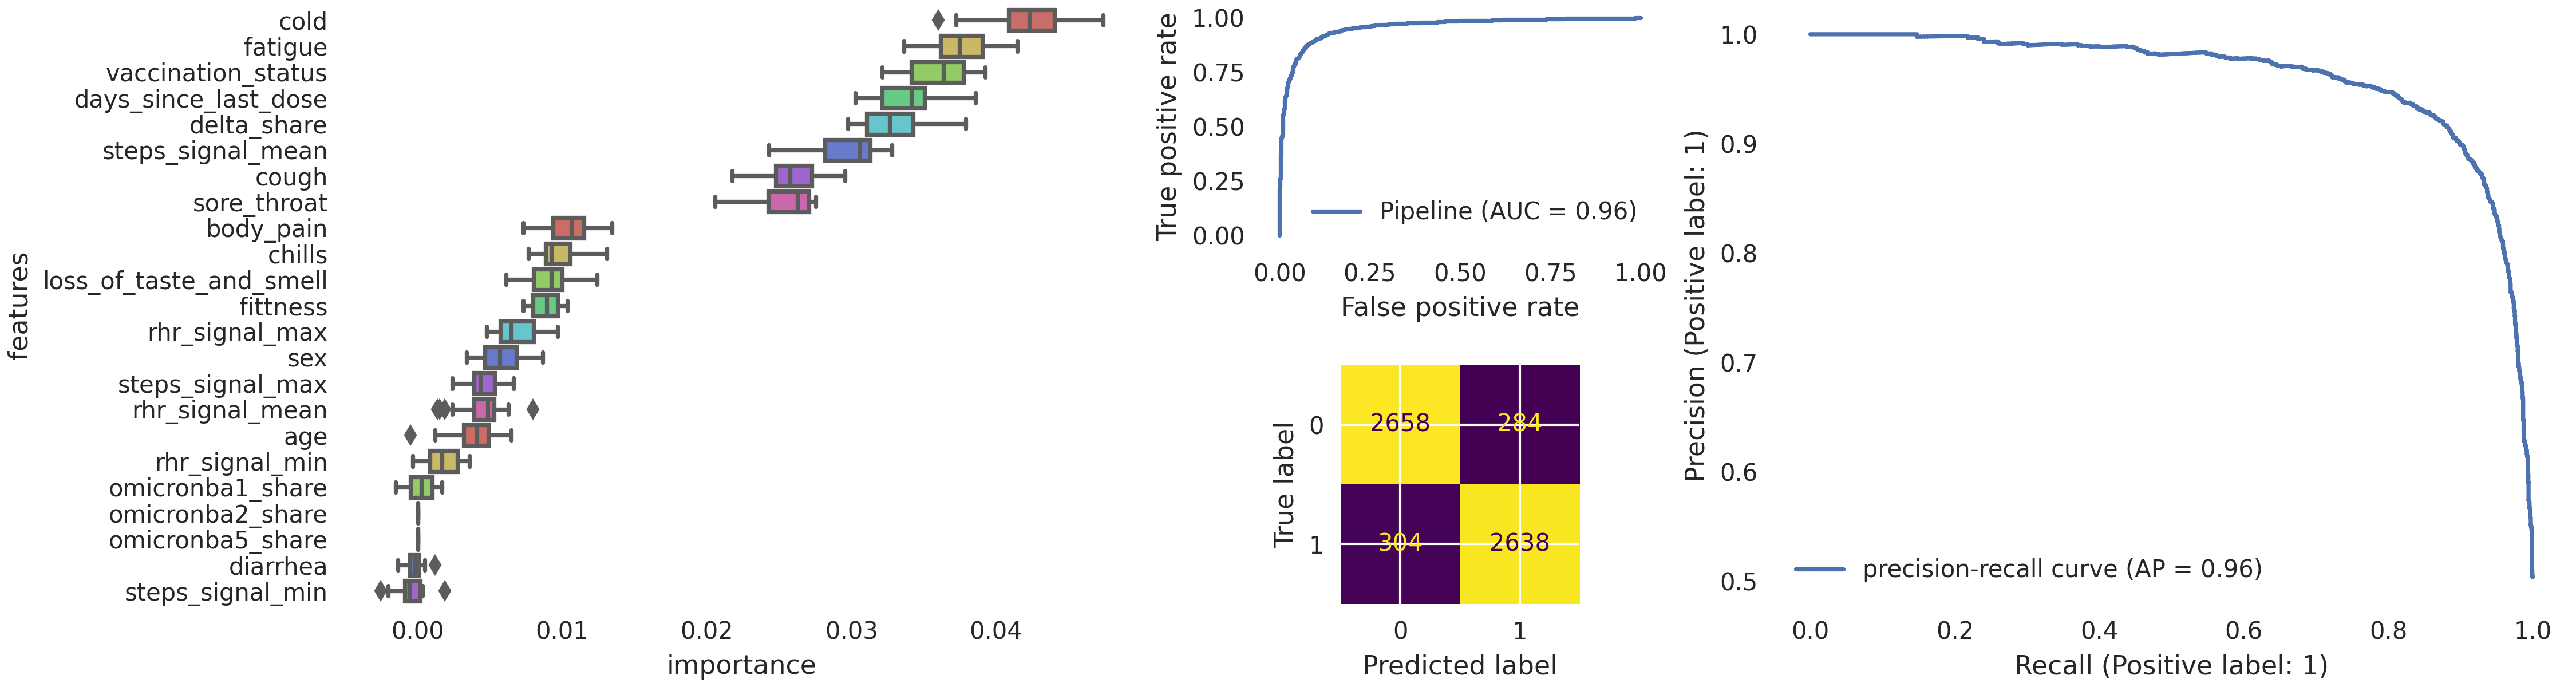 features
cold
fatigue
vaccination_status
days_since_last_dose
delta_share
steps_signal_mean
cough
sore_throat
body_pain
chills
loss_of_taste_and_smell
fittness
rhr_signal_max
sex
steps_signal_max
rhr_signal_mean
age
rhr_signal_min
omicronba1_share
omicronba2_share
omicronba5_share
diarrhea
steps_signal_min
0.00 0.01 0.02 0.03 0.04
importance
True positive rate
1.00
0.75
0.50
0.25
0.00
Pipeline (AUC = 0.96)
0.00 0.25 0.50 0.75 1.00
False positive rate
True label
0
1
2658 284
304 2638
0 1
Predicted label
Precision (Positive label: 1)
1.0
0.9
0.8
0.7
0.6
0.5
precision-recall curve (AP = 0.96)
0.0 0.2 0.4 0.6 0.8 1.0
Recall (Positive label: 1)